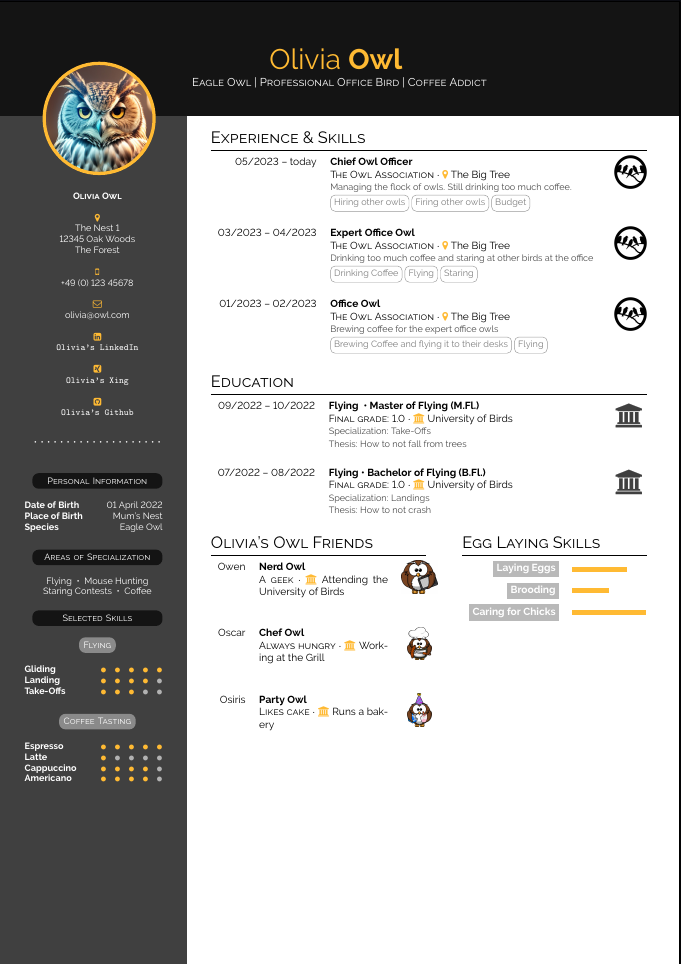 Olivia Owl
Eagle Owl | Professional Office Bird | Coffee Addict
Olivia Owl
The Nest 1
12345 Oak Woods
The Forest
+49 (0) 123 45678
olivia@owl.com
Olivia's LinkedIn
Olivia's Xing
Olivia's Github
Personal Information
Date of Birth 01 April 2022
Place of Birth Mum's Nest
Species Eagle Owl
Areas of Specialization
Flying • Mouse Hunting
Staring Contests • Coffee
Selected Skills
Flying
Gliding
Landing
Take-Offs
Coffee Tasting
Espresso
Latte
Cappuccino
Americano
Experience & Skills
05/2023 – today Chief Owl Officer
The Owl Association · The Big Tree
Managing the flock of owls. Still drinking too much coffee.
Hiring other owls Firing other owls Budget
03/2023 – 04/2023 Expert Office Owl
The Owl Association · The Big Tree
Drinking too much coffee and staring at other birds at the office
Drinking Coffee Flying Staring
01/2023 – 02/2023 Office Owl
The Owl Association · The Big Tree
Brewing coffee for the expert office owls
Brewing Coffee and flying it to their desks Flying
Education
09/2022 – 10/2022 Flying • Master of Flying (M.Fl.)
Final grade: 1.0 · University of Birds
Specialization: Take-Offs
Thesis: How to not fall from trees
07/2022 – 08/2022 Flying • Bachelor of Flying (B.Fl.)
Final grade: 1.0 · University of Birds
Specialization: Landings
Thesis: How to not crash
Olivia's Owl Friends
Owen Nerd Owl
A geek · Attending the
University of Birds
Oscar Chef Owl
Always hungry · Work-
ing at the Grill
Osiris Party Owl
Likes cake · Runs a bak-
ery
Egg Laying Skills
Laying Eggs
Brooding
Caring for Chicks